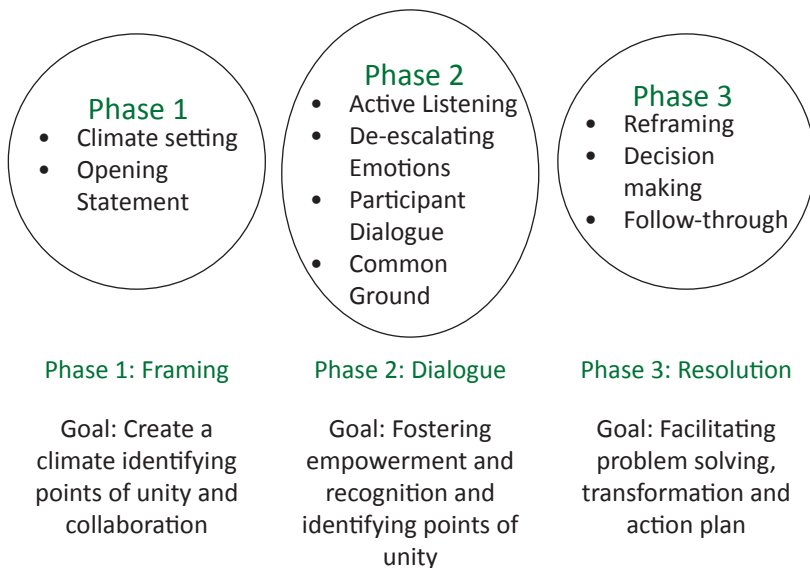 Phase 1
• Climate setting
• Opening
Statement
Phase 2
• Active Listening
• De-escalating
Emotions
• Participant
Dialogue
• Common
Ground
Phase 3
• Reframing
• Decision
making
• Follow-through
Phase 1: Framing
Goal: Create a
climate identifying
points of unity and
collaboration
Phase 2: Dialogue
Goal: Fostering
empowerment and
recognition and
identifying points of
unity
Phase 3: Resolution
Goal: Facilitating
problem solving,
transformation and
action plan